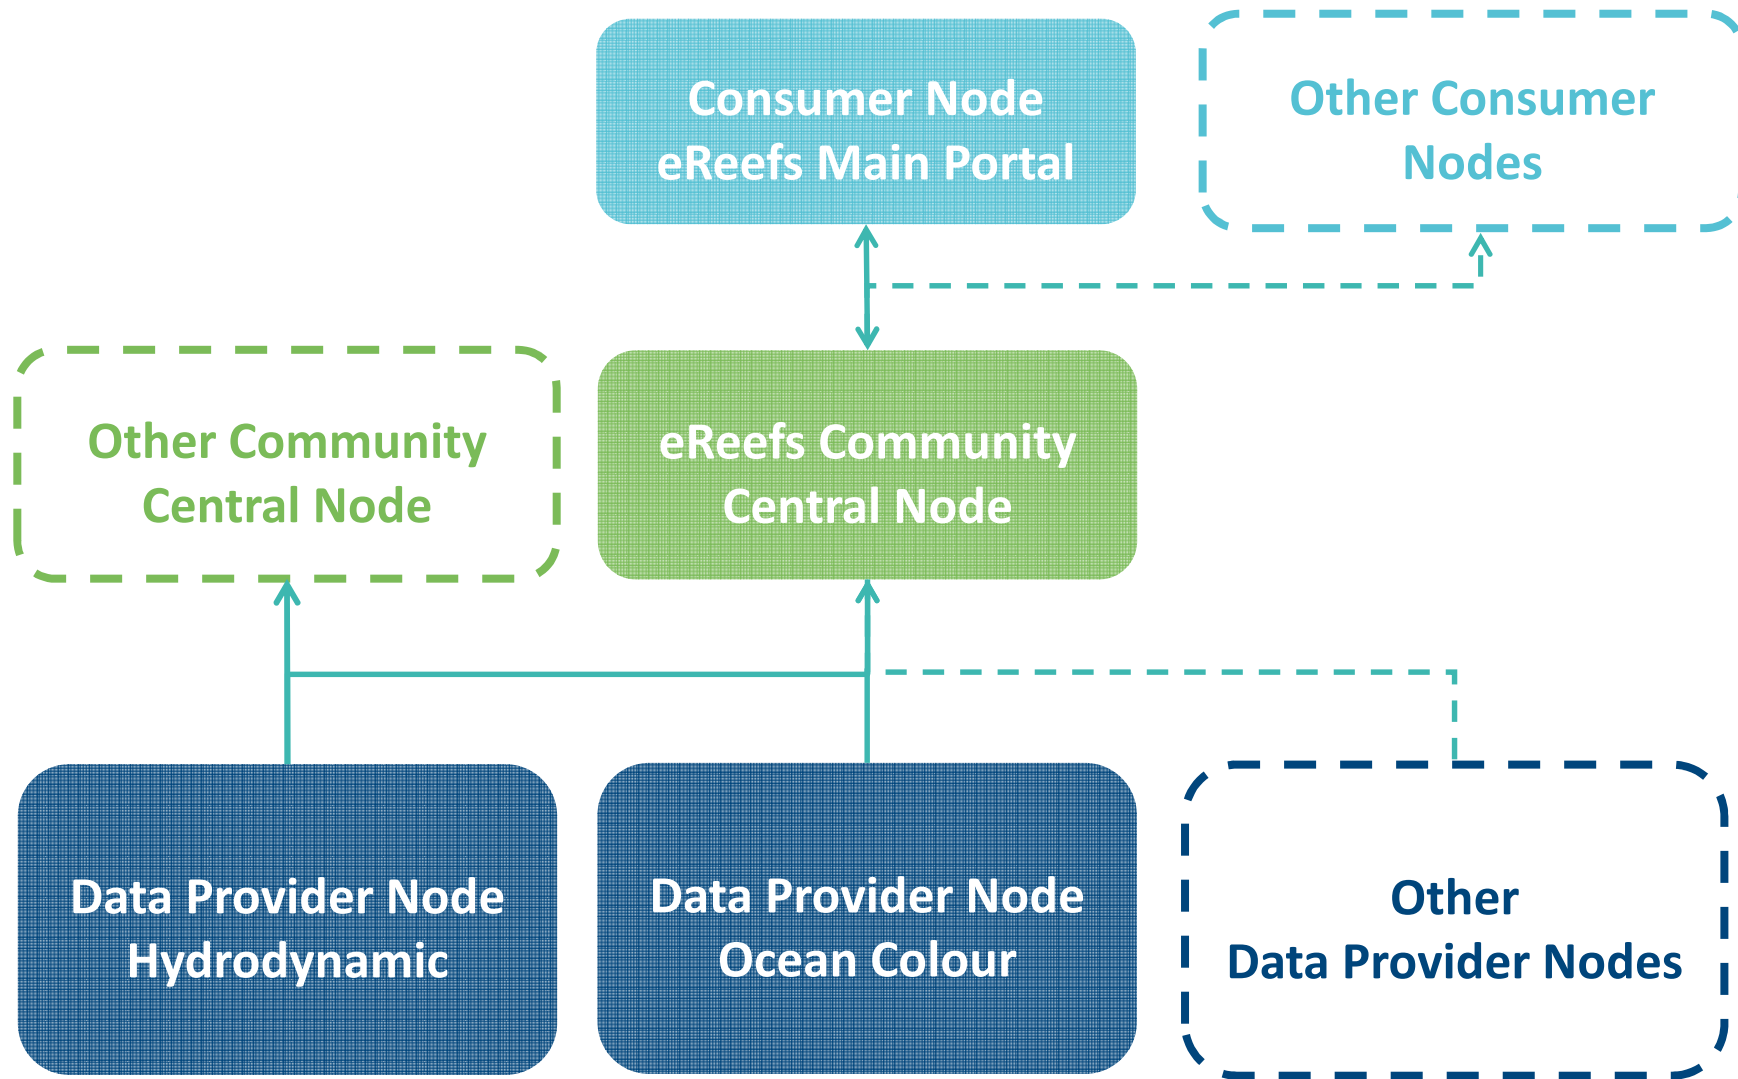 Consumer Node
eReefs Main Portal
Other Consumer
Nodes
Other Community
Central Node
eReefs Community
Central Node
Data Provider Node
Hydrodynamic
Data Provider Node
Ocean Colour
Other
Data Provider Nodes